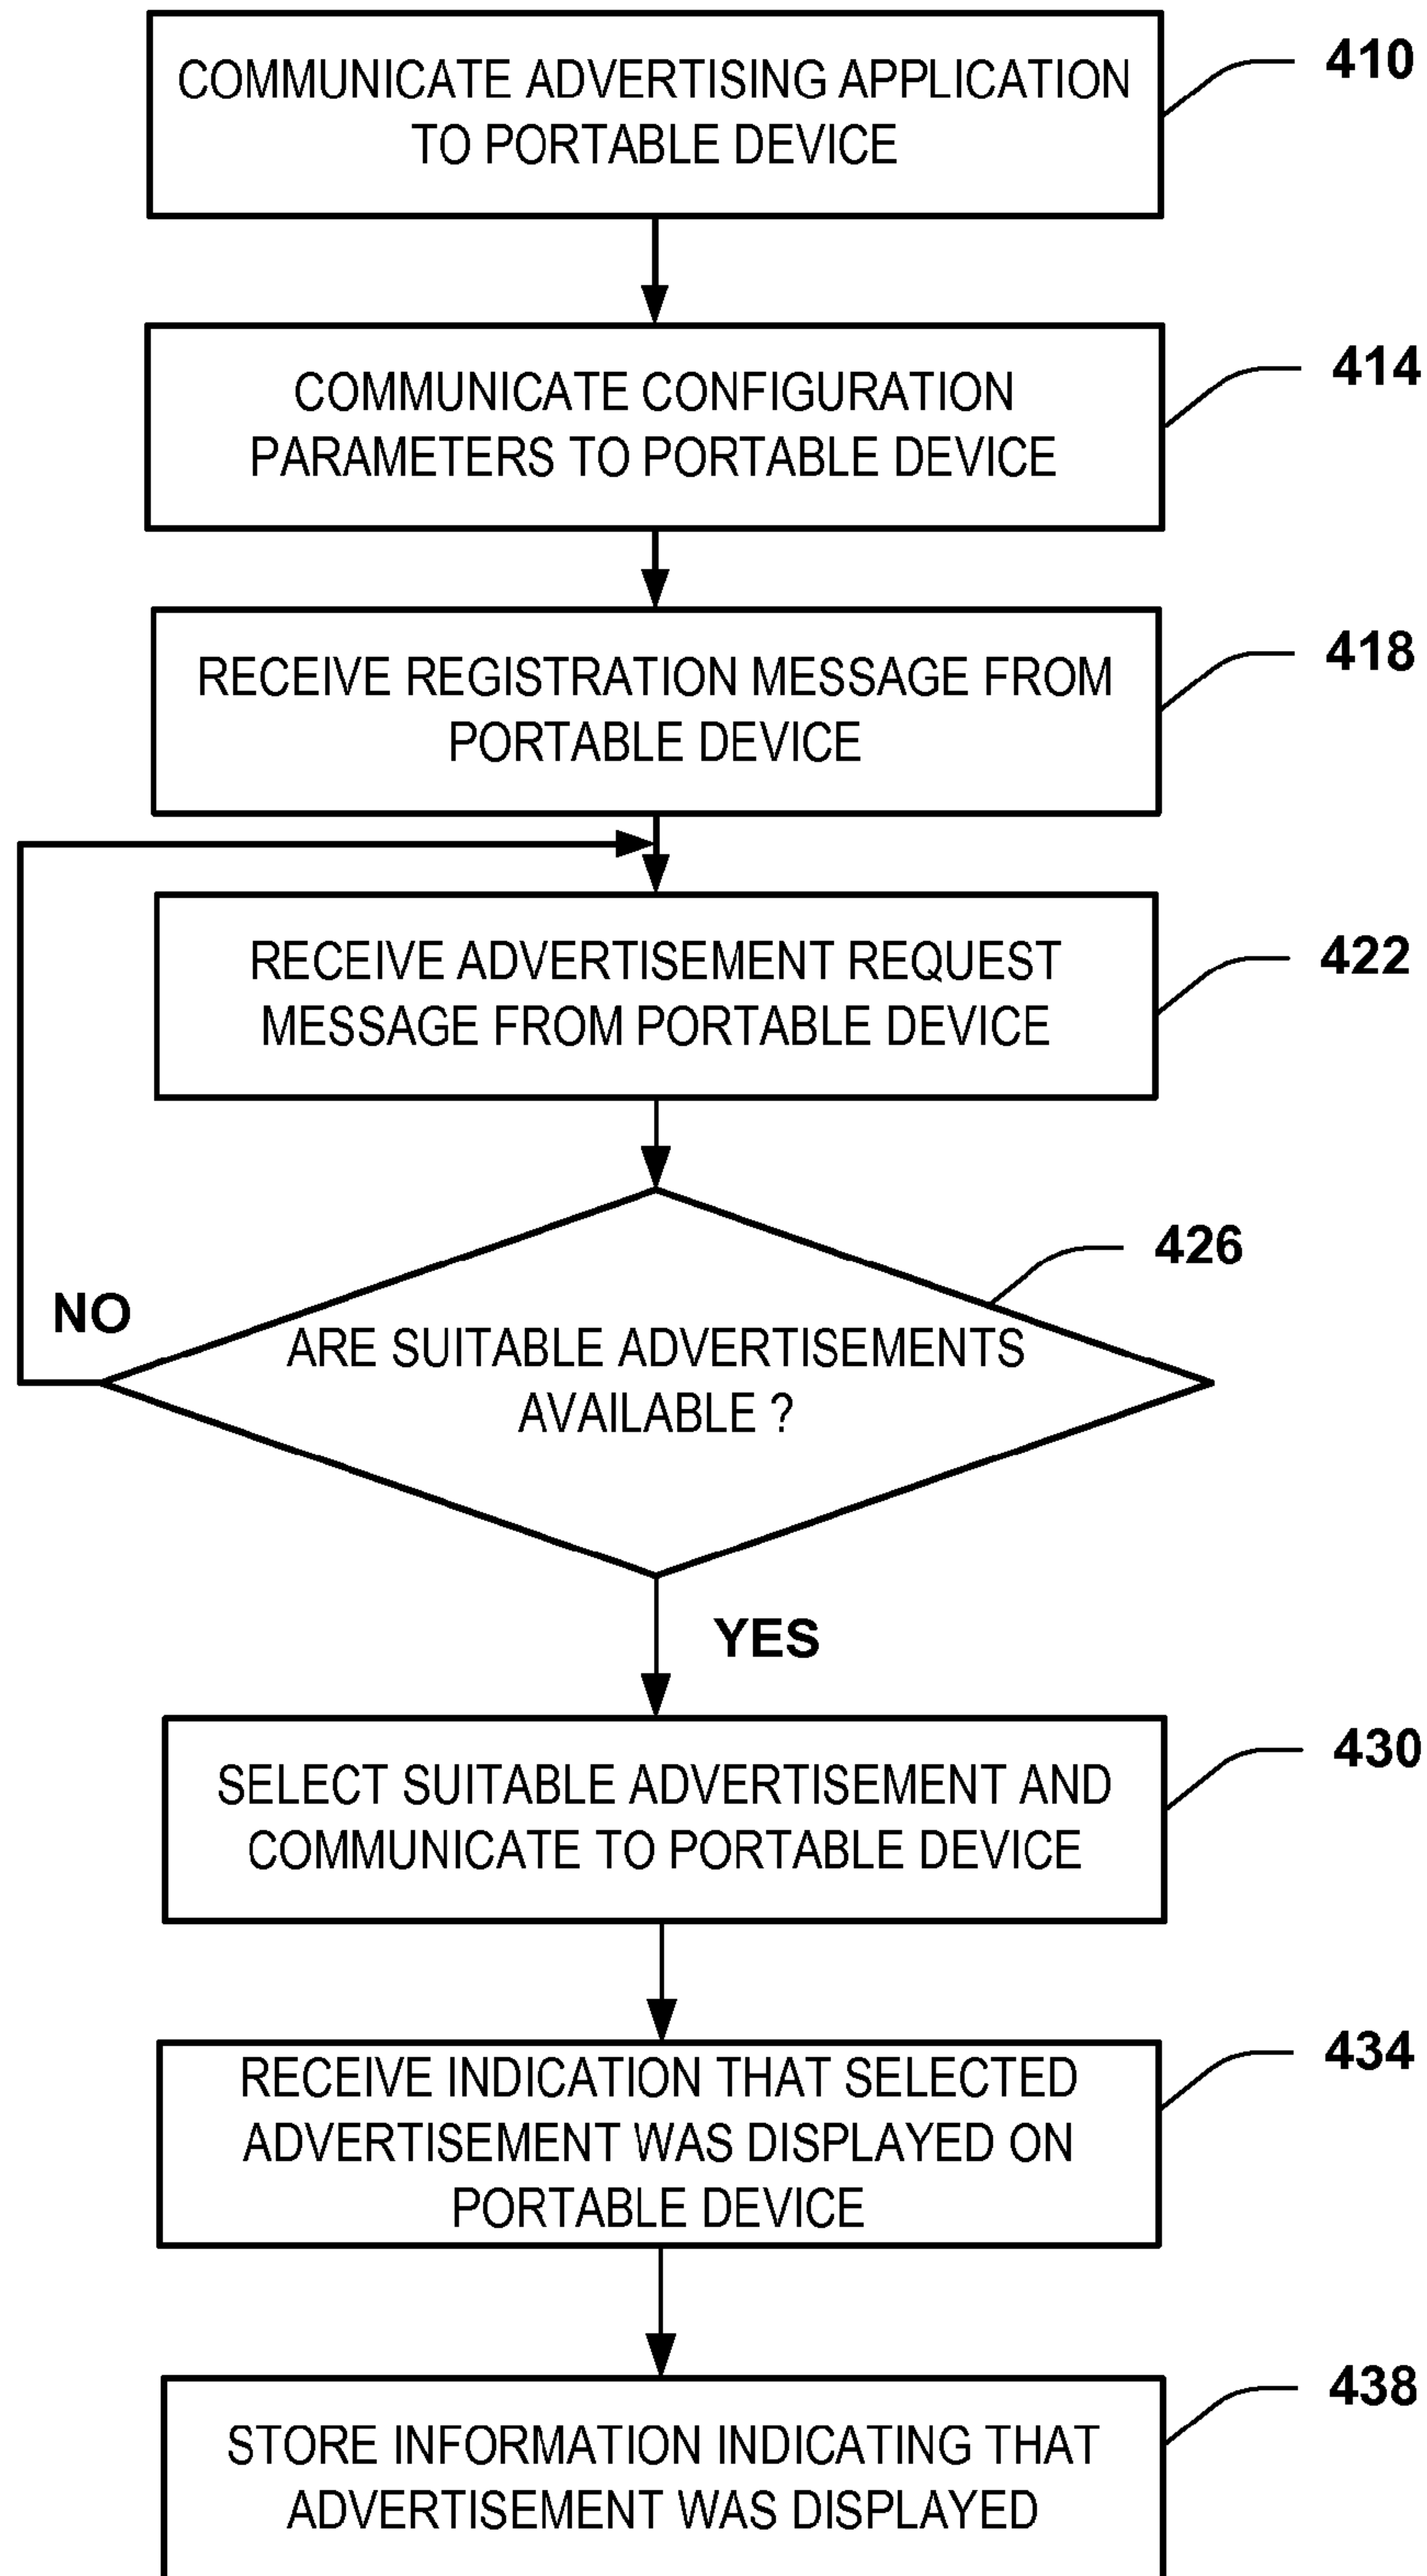 COMMUNICATE ADVERTISING APPLICATION
TO PORTABLE DEVICE
410
COMMUNICATE CONFIGURATION
PARAMETERS TO PORTABLE DEVICE
414
RECEIVE REGISTRATION MESSAGE FROM
PORTABLE DEVICE
418
RECEIVE ADVERTISEMENT REQUEST
MESSAGE FROM PORTABLE DEVICE
422
426
NO
ARE SUITABLE ADVERTISEMENTS
AVAILABLE ?
YES
SELECT SUITABLE ADVERTISEMENT AND
COMMUNICATE TO PORTABLE DEVICE
430
RECEIVE INDICATION THAT SELECTED
ADVERTISEMENT WAS DISPLAYED ON
PORTABLE DEVICE
434
STORE INFORMATION INDICATING THAT
ADVERTISEMENT WAS DISPLAYED
438